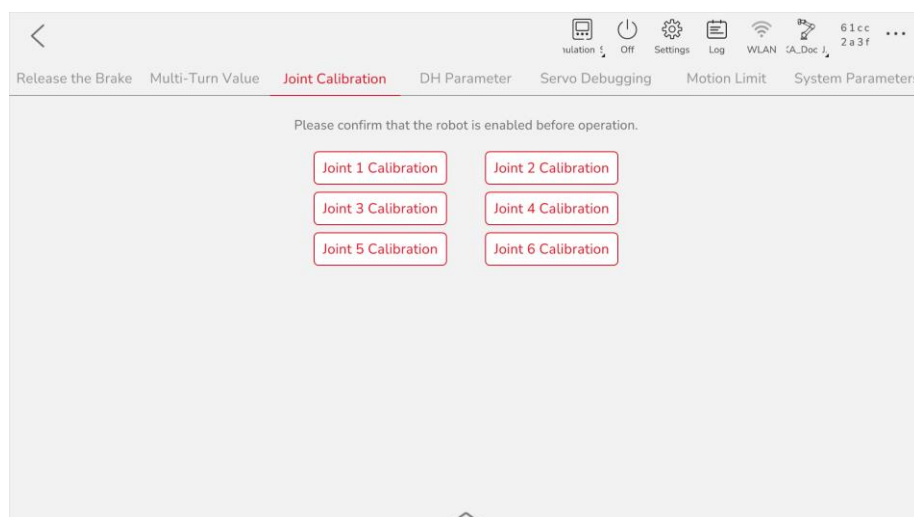 61cc
ulation S Off Settings Log WLAN A_Doc J 2a3f
Release the Brake Multi-Turn Value Joint Calibration DH Parameter Servo Debugging Motion Limit System Parameter
Please confirm that the robot is enabled before operation.
Joint 1 Calibration Joint 2 Calibration
Joint 3 Calibration Joint 4 Calibration
Joint 5 Calibration Joint 6 Calibration